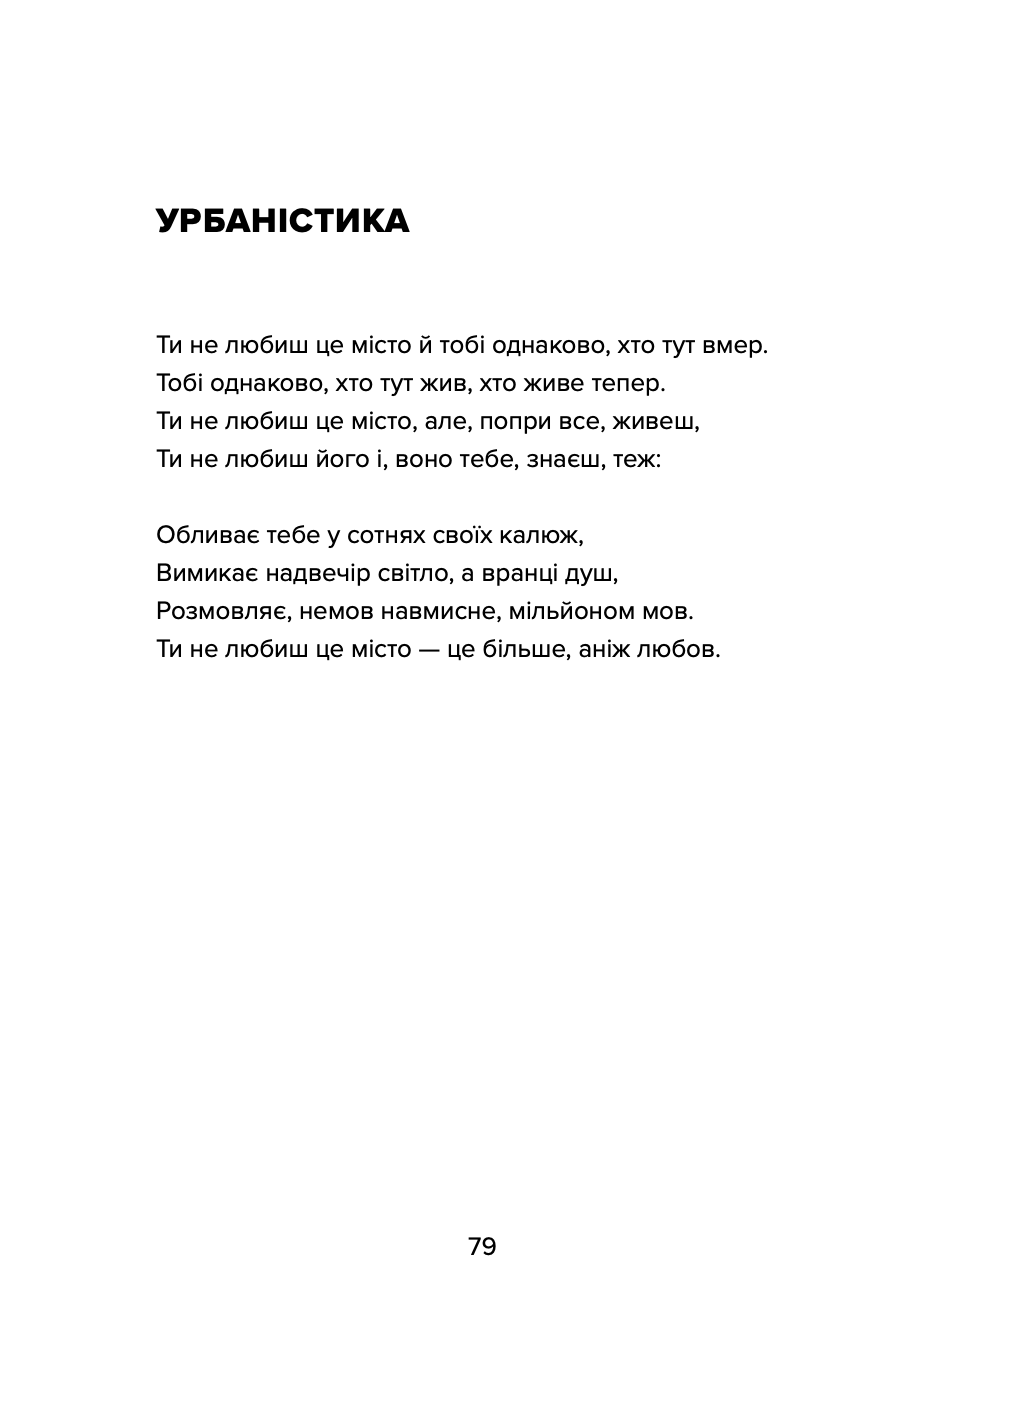 УРБАНІСТИКА
Ти не любиш це місто й тобі однаково, хто тут вмер.
Тобі однаково, хто тут жив, хто живе тепер.
Ти не любиш це місто, але, попри все, живеш,
Ти не любиш його і, воно тебе, знаєш, теж:
Обливає тебе у сотнях своїх калюж,
Вимикає надвечір світло, а вранці душ,
Розмовляє, немов навмисне, мільйоном мов.
Ти не любиш це місто — це більше, аніж любов.
79